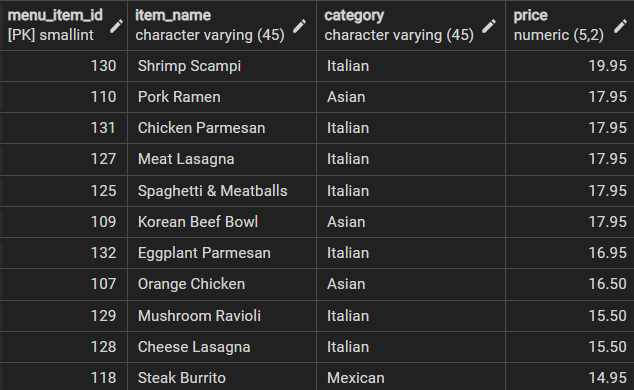 menu_item_id item_name category price
[PK] smallint character varying (45) character varying (45) numeric (5,2)
130 Shrimp Scampi Italian 19.95
110 Pork Ramen Asian 17.95
131 Chicken Parmesan Italian 17.95
127 Meat Lasagna Italian 17.95
125 Spaghetti & Meatballs Italian 17.95
109 Korean Beef Bowl Asian 17.95
132 Eggplant Parmesan Italian 16.95
107 Orange Chicken Asian 16.50
129 Mushroom Ravioli Italian 15.50
128 Cheese Lasagna Italian 15.50
118 Steak Burrito Mexican 14.95